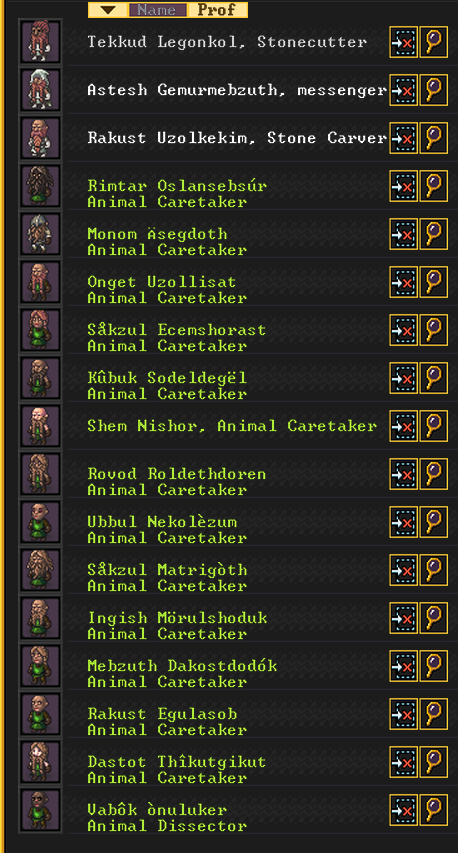 Name Prof
Tekkud Legonkol, Stonecutter
Astesh Gemurmebzuth, messenger
Rakust Uzolkekim, Stone Carver
Rimtar Oslansebsúr
Animal Caretaker
Monom Äsegdoth
Animal Caretaker
Onget Uzollisat
Animal Caretaker
Såkzul Ecemshorast
Animal Caretaker
Kûbuk Sodeldegël
Animal Caretaker
Shem Nishor, Animal Caretaker
Rovod Roldethdoren
Animal Caretaker
Ubbul Nekolèzum
Animal Caretaker
Såkzul Matrigòth
Animal Caretaker
Ingish Mörulshoduk
Animal Caretaker
Mebzuth Dakostdodók
Animal Caretaker
Rakust Egulasob
Animal Caretaker
Dastot Thîkutgikut
Animal Caretaker
Vabôk ònuluker
Animal Dissector